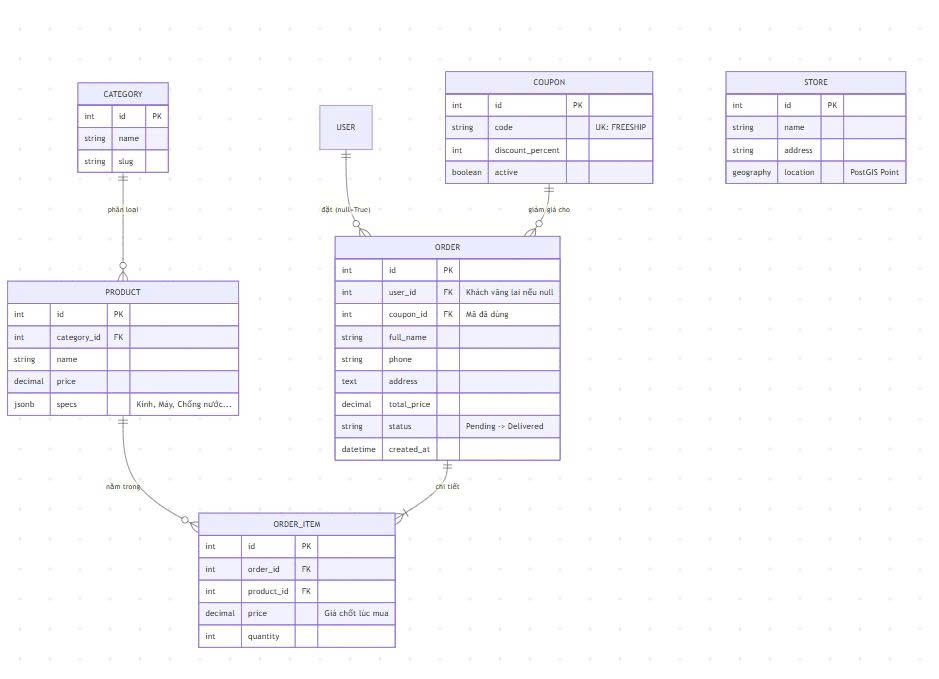 CATEGORY
int id PK
string name
string slug
USER
COUPON
int id PK
string code UK: FREESHIP
int discount_percent
boolean active
STORE
int id PK
string name
string address
geography location PostGIS Point
phân loại
đặt (null=True)
giảm giá cho
PRODUCT
int id PK
int category_id FK
string name
decimal price
jsonb specs Kính, Máy, Chống nước...
ORDER
int id PK
int user_id FK Khách vãng lai nếu null
int coupon_id FK Mã đã dùng
string full_name
string phone
text address
decimal total_price
string status Pending -> Delivered
datetime created_at
nằm trong
chi tiết
ORDER_ITEM
int id PK
int order_id FK
int product_id FK
decimal price Giá chốt lúc mua
int quantity